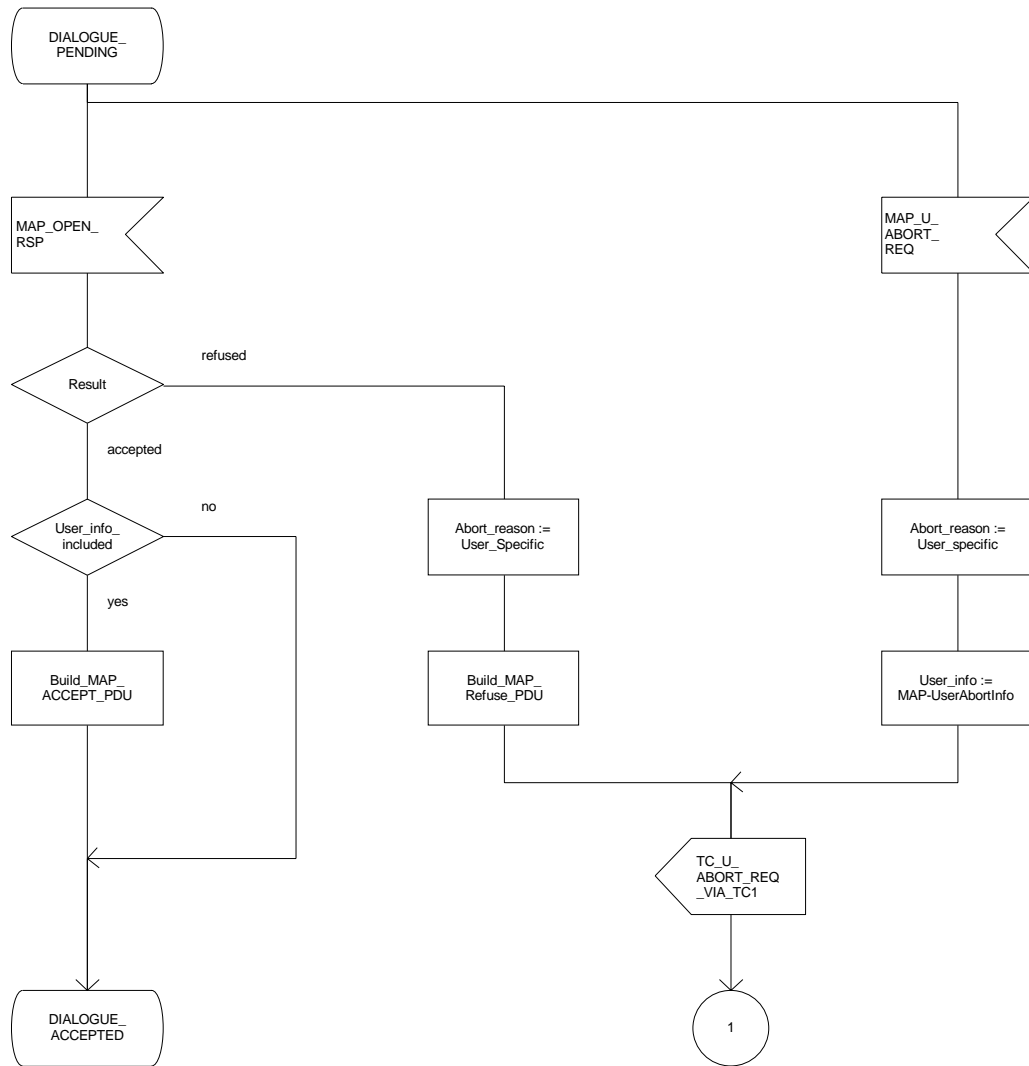 DIALOGUE_
PENDING
MAP_OPEN_
RSP
MAP_U_
ABORT_
REQ
Result
refused
accepted
User_info_
included
no
yes
Abort_reason :=
User_Specific
Abort_reason :=
User_specific
Build_MAP_
ACCEPT_PDU
Build_MAP_
Refuse_PDU
User_info :=
MAP-UserAbortInfo
TC_U_
ABORT_REQ
_VIA_TC1
DIALOGUE_
ACCEPTED
1